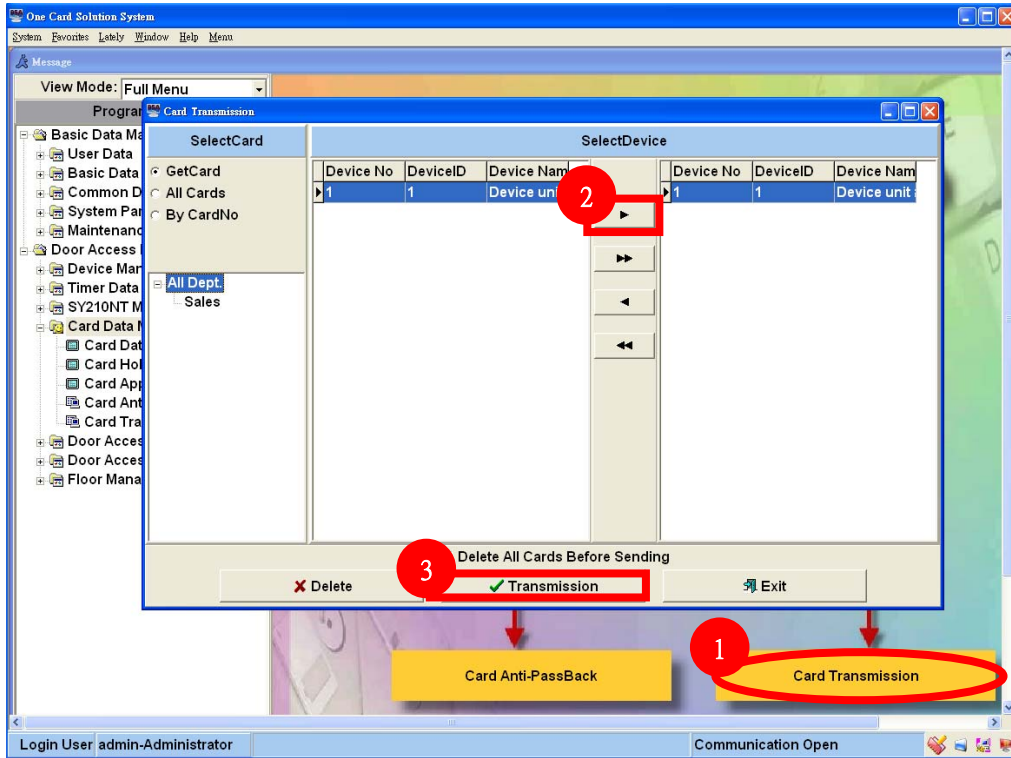 One Card Solution System
System Favorites Lately Window Help Menu
Message
View Mode: Full Menu
Program
Card Transmission
Basic Data Ma
User Data
Basic Data
Common D
System Par
Maintenanc
Door Access
Device Man
Timer Data
SY210NT M
Card Data M
Card Dat
Card Hol
Card App
Card Ant
Card Tra
Door Acces
Door Acces
Floor Mana
SelectCard
GetCard
All Cards
By CardNo
All Dept.
Sales
SelectDevice
Device No DeviceID Device Nam
1 1 Device uni
2
Device No DeviceID Device Nam
1 1 Device unit
Delete All Cards Before Sending
Delete
3
Transmission
Exit
Card Anti-PassBack
1
Card Transmission
Login User admin-Administrator
Communication Open